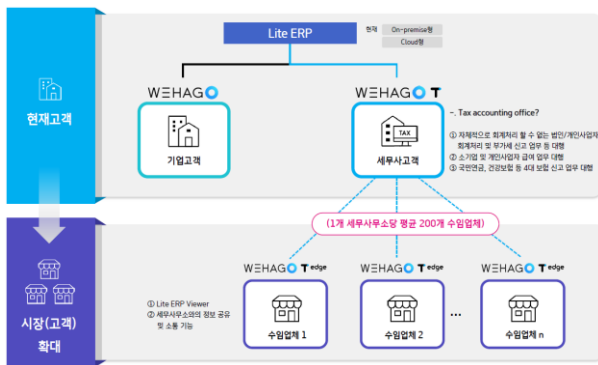 Lite ERP
현재
On-premise형
Cloud형
WEHAGO
WEHAGO T
현재고객
기업고객
TAX
세무사고객
-. Tax accounting office?
① 자체적으로 회계처리 할 수 없는 법인/개인사업자
회계처리 및 부가세 신고 업무 등 대행
② 소기업 및 개인사업자 급여 업무 대행
③ 국민연금, 건강보험 등 4대 보험 신고 업무 대행
(1개 세무사무소당 평균 200개 수임업체)
WEHAGO T edge
WEHAGO T edge
WEHAGO T edge
시장(고객)
확대
① Lite ERP Viewer
② 세무사무소와의 정보 공유
및 소통 기능
수임업체 1
수임업체 2
...
수임업체 n